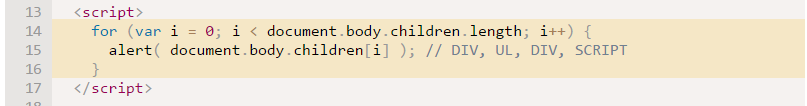 13 <script>
14 for (var i = 0; i < document.body.children.length; i++) {
15 alert( document.body.children[i] ); // DIV, UL, DIV, SCRIPT
16 }
17 </script>